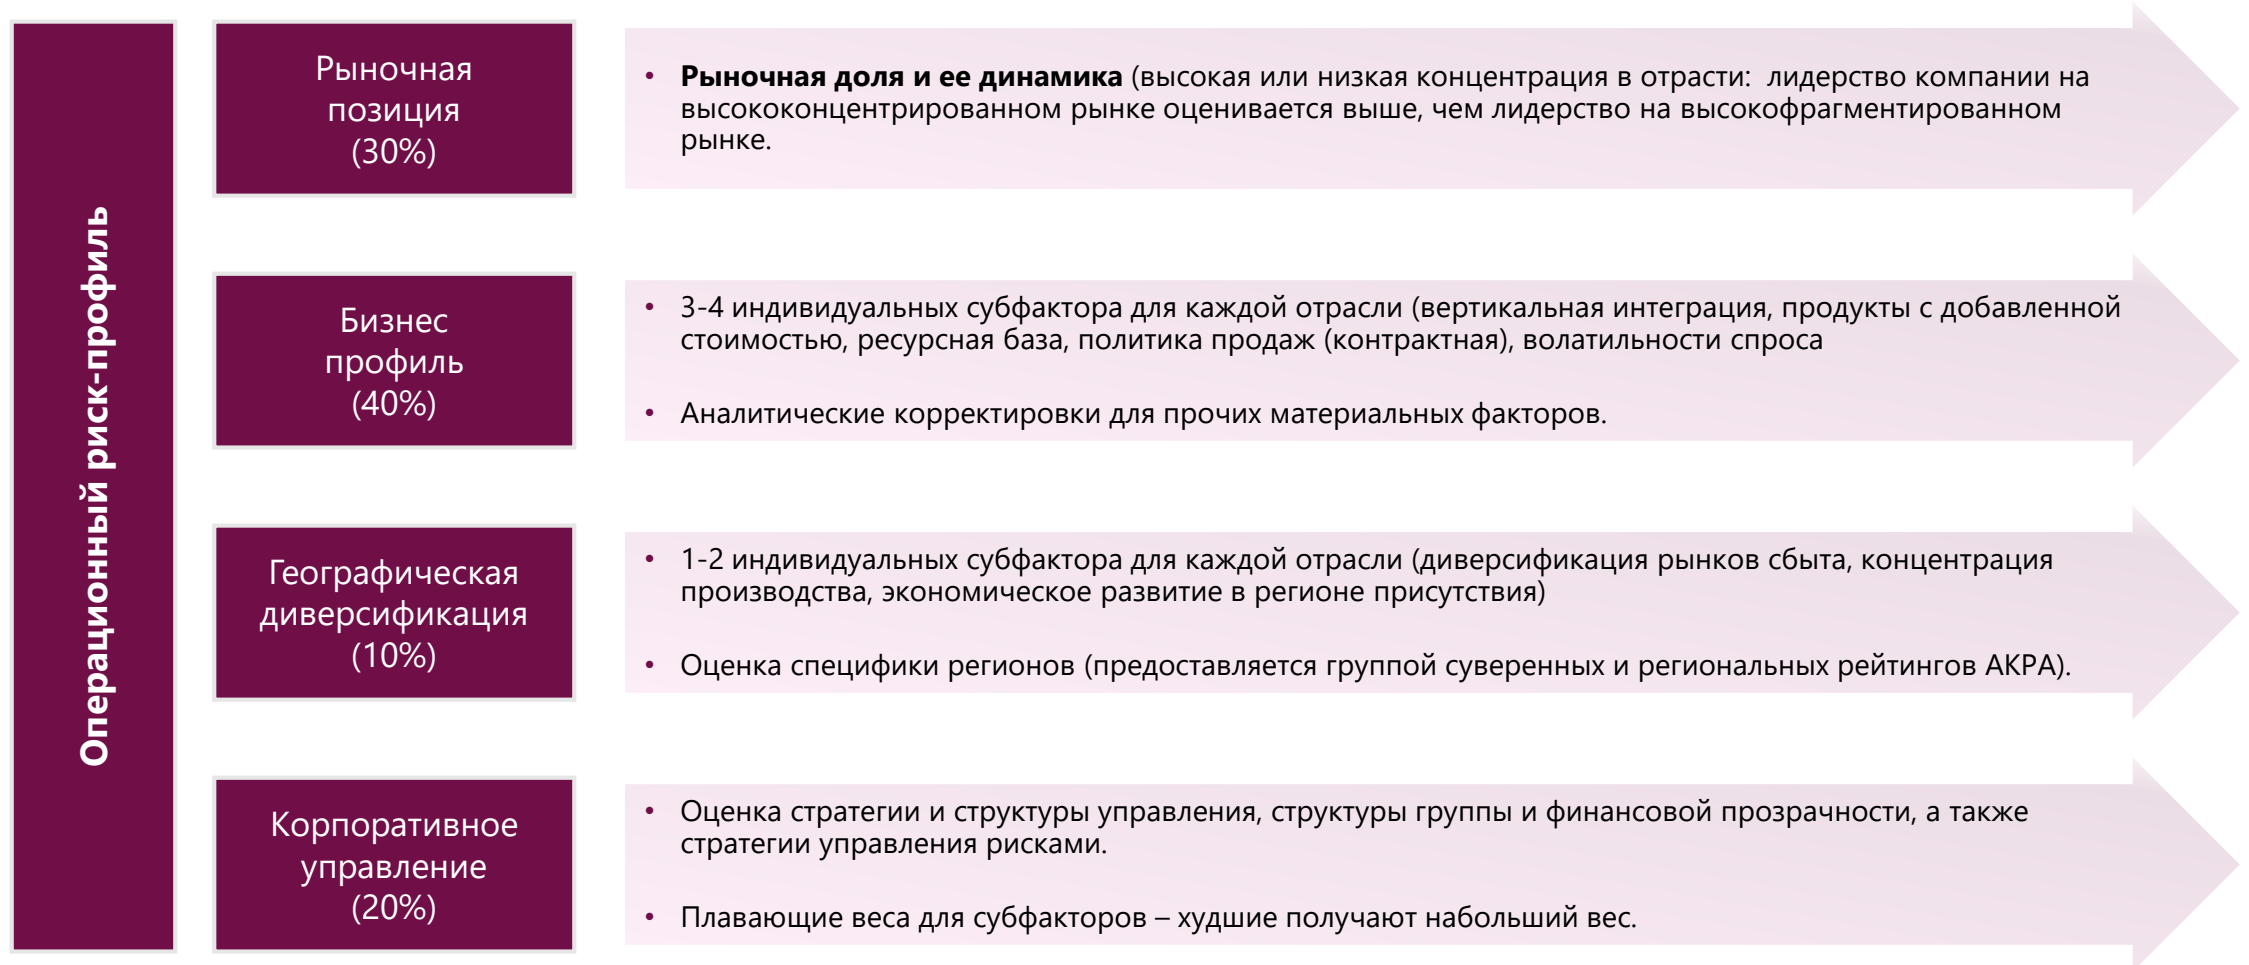 Операционный риск-профиль
Рыночная
позиция
(30%)
• Рыночная доля и ее динамика (высокая или низкая концентрация в отрасти:  лидерство компании на
высококонцентрированном рынке оценивается выше, чем лидерство на высокофрагментированном
рынке.
Бизнес
профиль
(40%)
• 3-4 индивидуальных субфактора для каждой отрасли (вертикальная интеграция, продукты с добавленной
стоимостью, ресурсная база, политика продаж (контрактная), волатильности спроса
• Аналитические корректировки для прочих материальных факторов.
Географическая
диверсификация
(10%)
• 1-2 индивидуальных субфактора для каждой отрасли (диверсификация рынков сбыта, концентрация
производства, экономическое развитие в регионе присутствия)
• Оценка специфики регионов (предоставляется группой суверенных и региональных рейтингов АКРА).
Корпоративное
управление
(20%)
• Оценка стратегии и структуры управления, структуры группы и финансовой прозрачности, а также
стратегии управления рисками.
• Плавающие веса для субфакторов – худшие получают набольший вес.